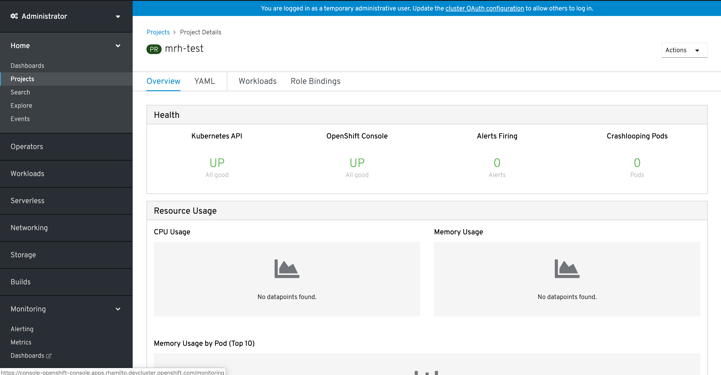 Administrator
You are logged in as a temporary administrative user. Update the cluster OAuth configuration to allow others to log in.
Home
Dashboards
Projects
Search
Explore
Events
Operators
Workloads
Serverless
Networking
Storage
Builds
Monitoring
Alerting
Metrics
Dashboards
https://console-openshift-console.apps.rhamilto.devcluster.openshift.com/monitoring
Projects > Project Details
PR mrh-test
Actions
Overview YAML Workloads Role Bindings
Health
Kubernetes API OpenShift Console Alerts Firing Crashlooping Pods
UP UP 0 0
All good All good Alerts Pods
Resource Usage
CPU Usage Memory Usage
No datapoints found. No datapoints found.
Memory Usage by Pod (Top 10)